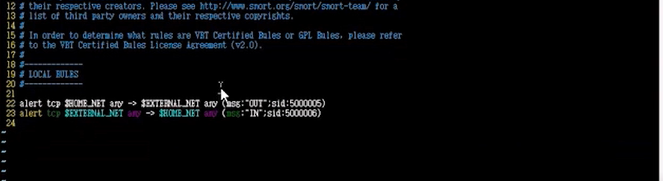 12 # their respective creators. Please see http://www.snort.org/snort/snort-team/ for a
13 # list of third party owners and their respective copyrights.
14 #
15 # In order to determine what rules are VRT Certified Rules or GPL Rules, please refer
16 # to the VRT Certified Rules License Agreement (v2.0).
17 #
18 #-------------
19 # LOCAL RULES
20 #-------------
21
22 alert tcp $HOME_NET any -> $EXTERNAL_NET any (msg:"OUT";sid:5000005)
23 alert tcp $EXTERNAL_NET any -> $HOME_NET any (msg:"IN";sid:5000006)
24
~
~
~
~